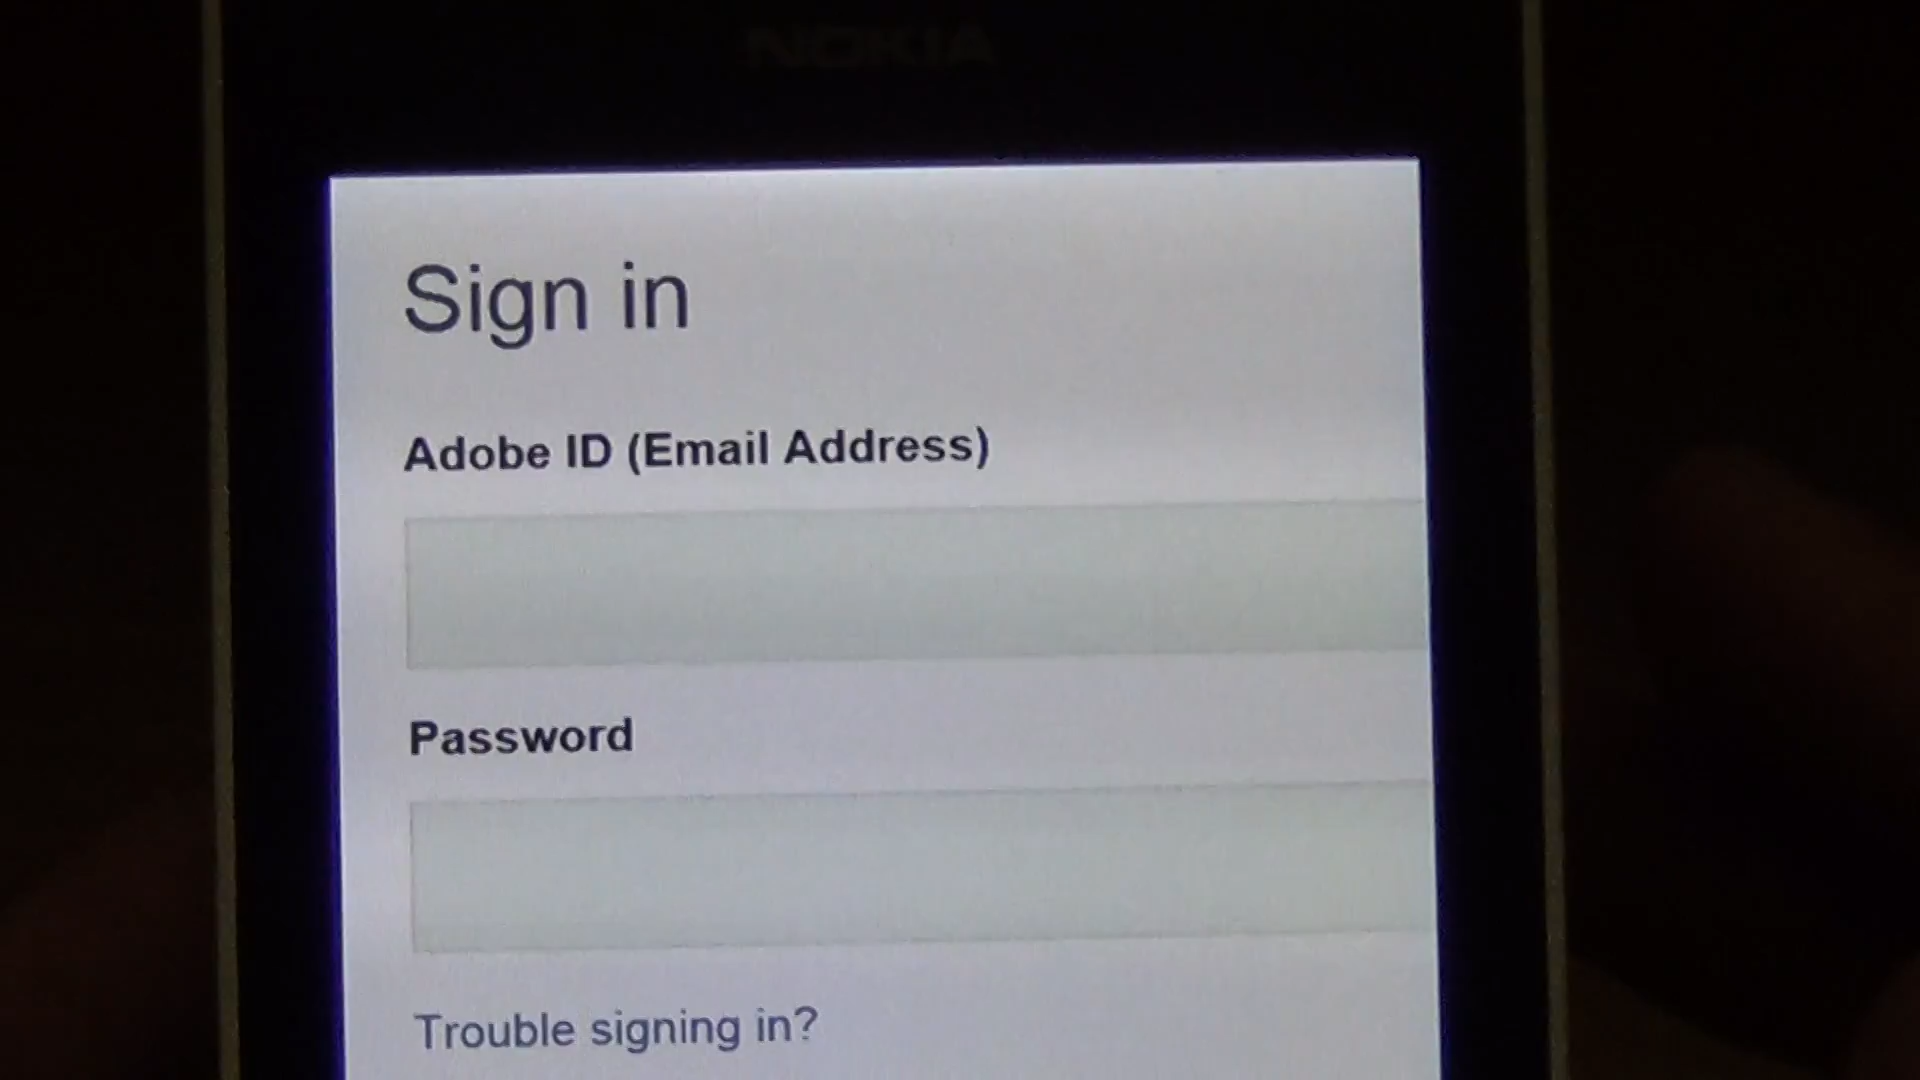 NOKIA
Sign in
Adobe ID (Email Address)
Password
Trouble signing in?